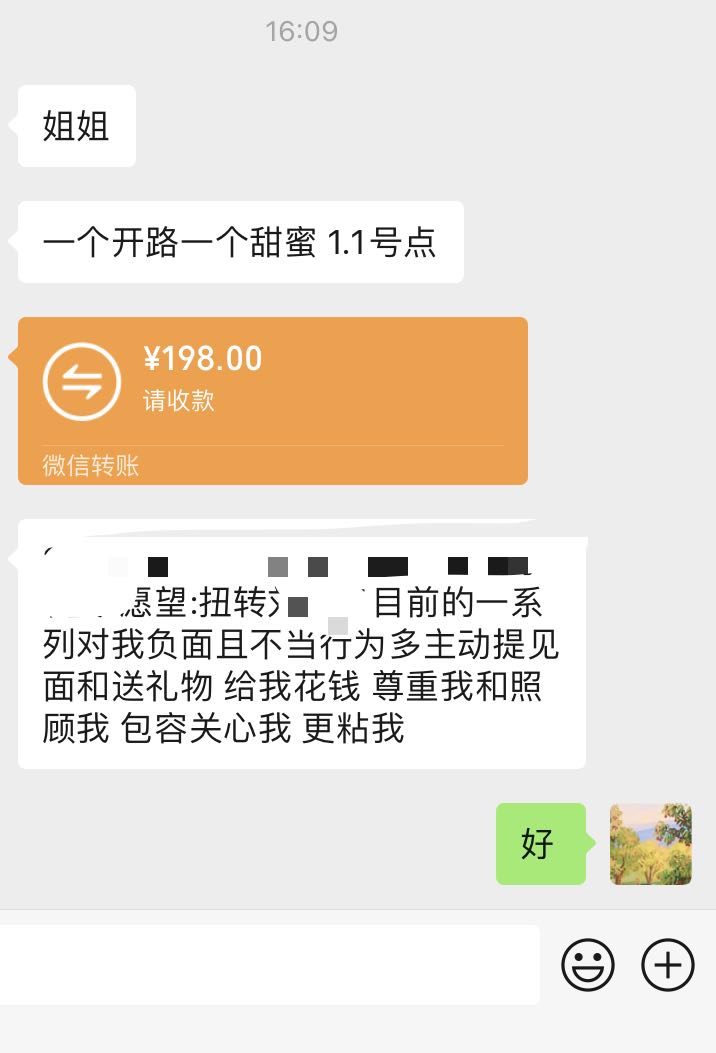 16:09
姐姐
一个开路一个甜蜜 1.1号点
¥198.00
请收款
微信转账
愿望:扭转 目前的一系
列对我负面且不当行为多主动提见
面和送礼物 给我花钱 尊重我和照
顾我 包容关心我 更粘我
好